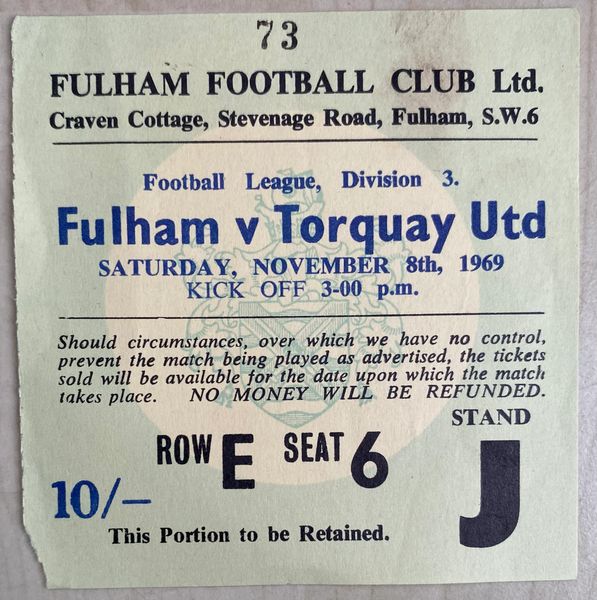 73
FULHAM FOOTBALL CLUB Ltd.
Craven Cottage, Stevenage Road, Fulham, S.W.6
Football League, Division 3.
Fulham v Torquay Utd
SATURDAY, NOVEMBER 8th, 1969
KICK OFF 3-00 p.m.
Should circumstances, over which we have no control,
prevent the match being played as advertised, the tickets
sold will be available for the date upon which the match
takes place. NO MONEY WILL BE REFUNDED.
STAND
ROW E SEAT 6 J
10/-
This Portion to be Retained.